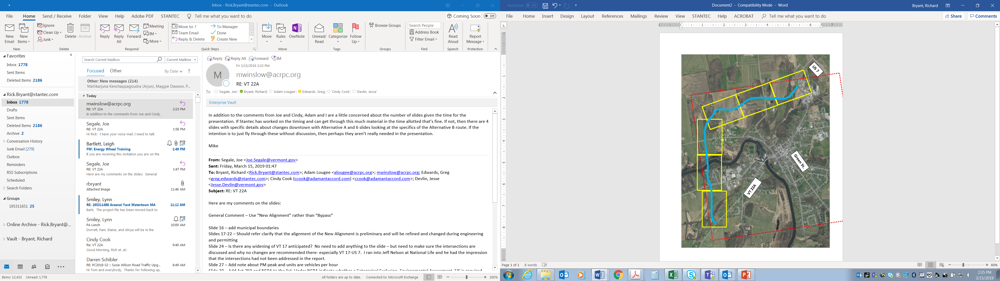 Inbox - Rick.Bryant@stantec.com - Outlook
File Home Send / Receive Folder View Help Adobe PDF STANTEC Tell me what you want to do
Coming Soon Off
New Email
New Items
Ignore
Clean Up
Junk
Delete
Archive
Reply
Reply All
Forward
Meeting
IM
More
Move to: ?
Team Email
Reply & Delete
To Manager
Done
Create New
Move
Rules
OneNote
Unread/ Read
Categorize
Follow Up
Browse Groups
Search People
Address Book
Filter Email
Read Aloud
Report Message
New Delete Respond Quick Steps Move Tags Groups Find Speech Protection
Favorites
Inbox 1778
Sent Items
Deleted Items 2186
Rick.Bryant@stantec.com
Inbox 1778
Drafts
Sent Items
Deleted Items 2186
Archive 2
Conversation History
Junk Email [279]
Outbox
Reminders
RSS Subscriptions
Scheduled
Search Folders
Groups
195311651 25
Online Archive - Rick.Bryant@...
Vault - Bryant, Richard
Search Current Mailbox
Current Mailbox
Focused Other
By Date
Other: New messages (214)
Mallikarjuna Kenchappagoudra (Arjun), Maggie Dawson, P...
Today
mwinslow@acrpc.org
RE: VT 22A 2:23 PM
In addition to the comments from Joe and Cindy,
Segale, Joe
RE: VT 22A 1:58 PM
Hi Rick- I have your voice mail. I need to talk
Bartlett, Leigh
FW: Energy Wheel Training 1:49 PM
If you are receiving this invitation you are on the
Segale, Joe
RE: VT 22A 1:47 PM
Here are my comments on the slides: General
rbryant
Attached Image 11:46 AM
Smiley, Lynn
RE: 195311488 Arsenal Yard Watertown MA 11:12 AM
Barb, The project file has been moved back to
Smiley, Lynn
PA Lunch 10:00 AM
Dorrett, Pam, Elaine, and Alicya will be in the
Cindy Cook
Re: VT 22A 9:40 AM
Good Morning, Rich et. al.:
Darren Schibler
RE: PC2018-32 :: Susie Wilson Road Traffic Upg... 8:49 AM
Hi Tom and everybody, Thanks for following up,
Reply Reply All Forward IM
Fri 3/15/2019 2:23 PM
M
mwinslow@acrpc.org
RE: VT 22A
To 'Segale, Joe'; Bryant, Richard; 'Adam Lougee'; Edwards, Greg; 'Cindy Cook'; 'Devlin, Jesse'
Enterprise Vault
In addition to the comments from Joe and Cindy, Adam and I are a little concerned about the number of slides given the time for the
presentation. If Stantec has worked on the timing and can get through this much material in the time allotted that's fine. If not, then there are 4
slides with specific details about changes downtown with Alternative A and 6 slides looking at the specifics of the Alternative B route. If the
intention is to just fly through these without discussion, then perhaps they aren't really needed in the presentation.
Mike
From: Segale, Joe <Joe.Segale@vermont.gov>
Sent: Friday, March 15, 2019 01:47
To: Bryant, Richard <Rick.Bryant@stantec.com>; Adam Lougee <alougee@acrpc.org>; mwinslow@acrpc.org; Edwards, Greg
<greg.edwards@stantec.com>; Cindy Cook (ccook@adamantaccord.com) <ccook@adamantaccord.com>; Devlin, Jesse
<Jesse.Devlin@vermont.gov>
Subject: RE: VT 22A
Here are my comments on the slides:
General Comment – Use “New Alignment” rather than “Bypass”
Slide 16 – add municipal boundaries
Slides 17-22 – Should refer clarify that the alignment of the New Alignment is preliminary and will be refined and changed during engineering
and permitting
Slide 24 – Is there any widening of VT 17 anticipated? No need to add anything to the slide – but need to make sure the intersections are
discussed and why no changes are recommended there- especially VT 17-US 7. I ran into Jeff Nelson at National Life and he had the impression
that the intersections had not been addressed in the report.
Slide 27 – Add note about PM peak and units are vehicles per hour
Items: 12,433 Unread: 1,778
All folders are up to date. Connected to: Microsoft Exchange 100%
AutoSave Off
Document2 - Compatibility Mode - Word
Bryant, Richard
File Home Insert Design Layout References Mailings Review View STANTEC Help ACROBAT Tell me what you want to do
Share Comments
US 7
Green St.
VT 22A
Page 1 of 1 6 words
69%
2:35 PM
3/15/2019